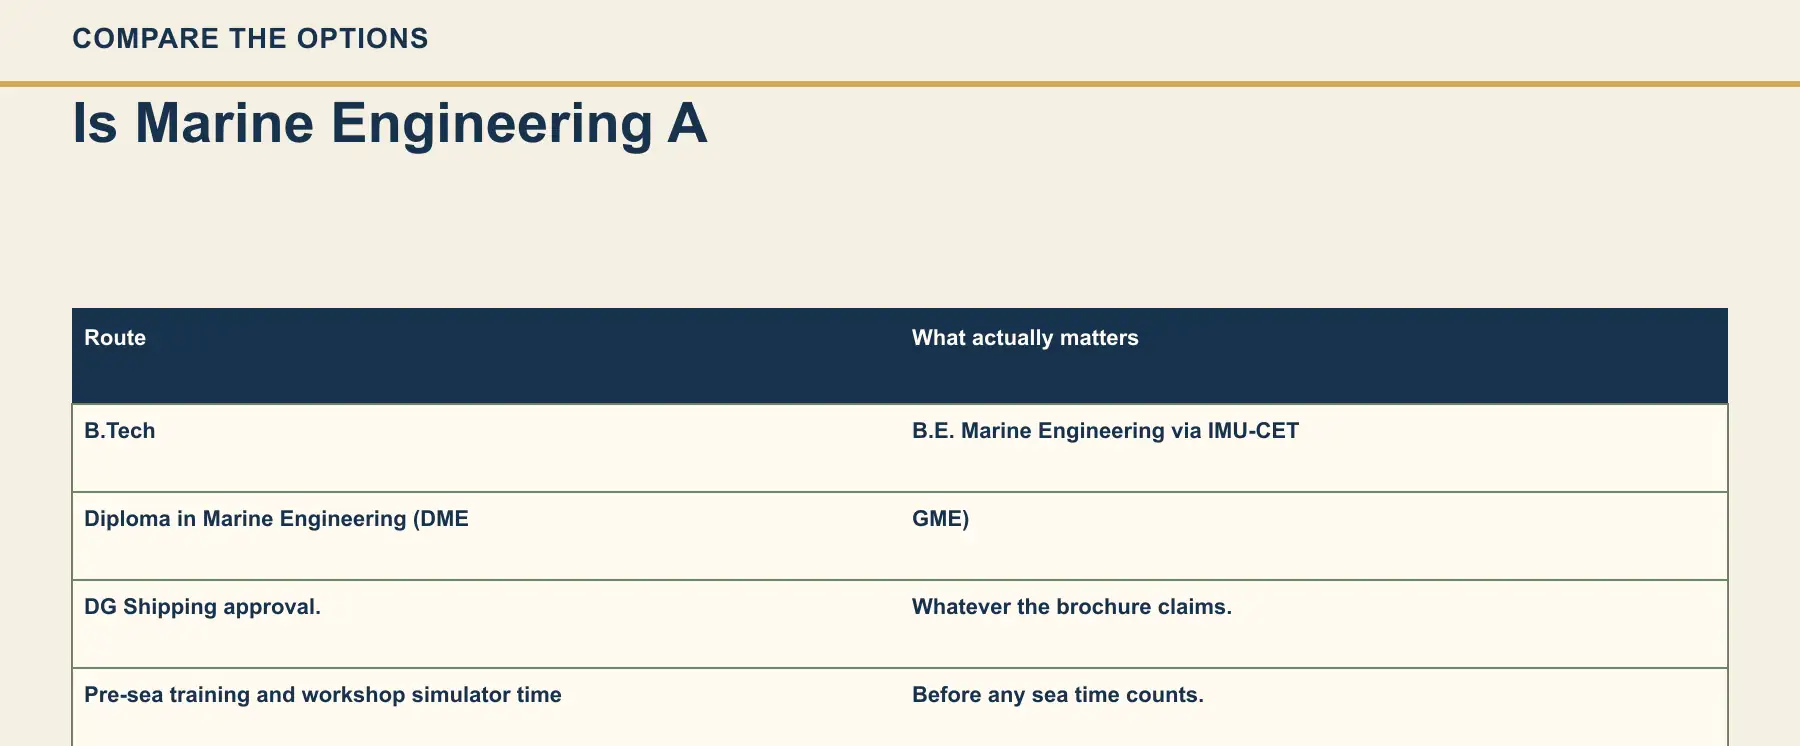 COMPARE THE OPTIONS
Is Marine Engineering A
Route What actually matters
B.Tech B.E. Marine Engineering via IMU-CET
Diploma in Marine Engineering (DME GME)
DG Shipping approval. Whatever the brochure claims.
Pre-sea training and workshop simulator time Before any sea time counts.